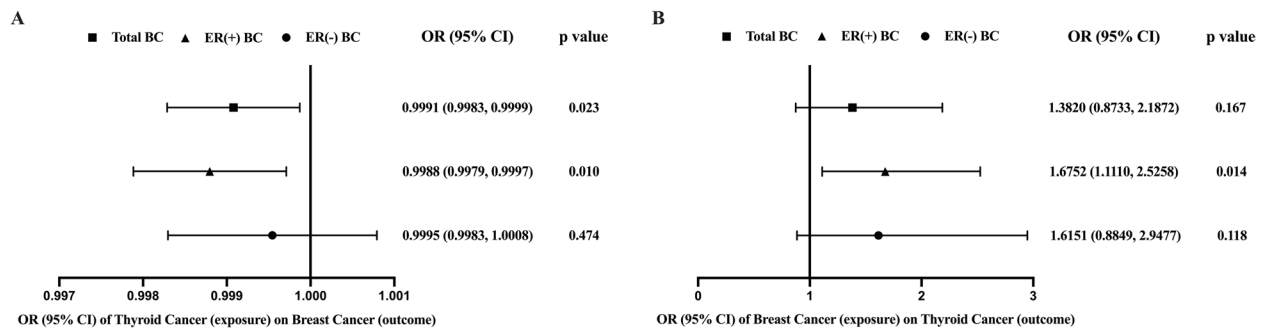 A
Total BC ER(+) BC ER(-) BC OR (95% CI) p value
0.9991 (0.9983, 0.9999) 0.023
0.9988 (0.9979, 0.9997) 0.010
0.9995 (0.9983, 1.0008) 0.474
0.997 0.998 0.999 1.000 1.001
OR (95% CI) of Thyroid Cancer (exposure) on Breast Cancer (outcome)
B
Total BC ER(+) BC ER(-) BC OR (95% CI) p value
1.3820 (0.8733, 2.1872) 0.167
1.6752 (1.1110, 2.5258) 0.014
1.6151 (0.8849, 2.9477) 0.118
0 1 2 3
OR (95% CI) of Breast Cancer (exposure) on Thyroid Cancer (outcome)